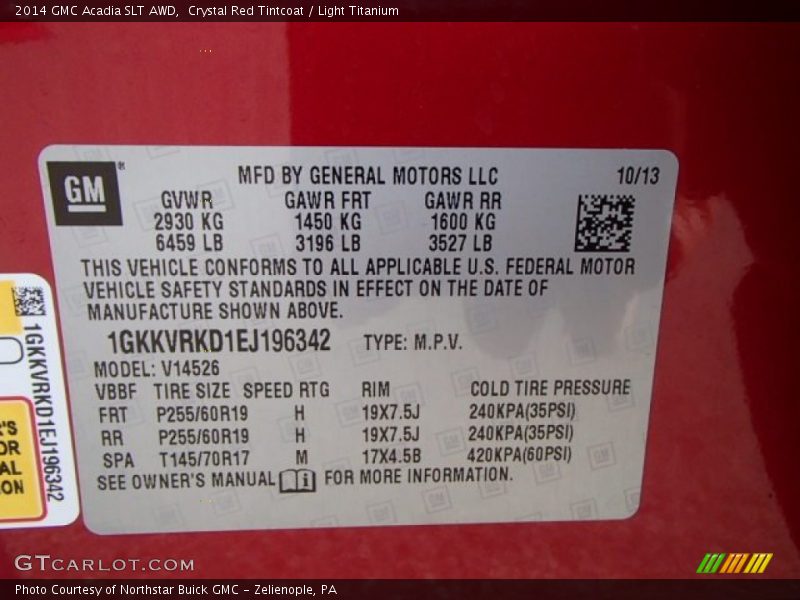 2014 GMC Acadia SLT AWD, Crystal Red Tintcoat / Light Titanium
GM®
MFD BY GENERAL MOTORS LLC 10/13
GVWR GAWR FRT GAWR RR
2930 KG 1450 KG 1600 KG
6459 LB 3196 LB 3527 LB
THIS VEHICLE CONFORMS TO ALL APPLICABLE U.S. FEDERAL MOTOR
VEHICLE SAFETY STANDARDS IN EFFECT ON THE DATE OF
MANUFACTURE SHOWN ABOVE.
1GKKVRKD1EJ196342 TYPE: M.P.V.
MODEL: V14526
VBBF TIRE SIZE SPEED RTG RIM COLD TIRE PRESSURE
FRT P255/60R19 H 19X7.5J 240KPA(35PSI)
RR P255/60R19 H 19X7.5J 240KPA(35PSI)
SPA T145/70R17 M 17X4.5B 420KPA(60PSI)
SEE OWNER'S MANUAL FOR MORE INFORMATION.
1GKKVRKD1EJ196342
'S
OR
AL
ON
GTCARLOT.COM
Photo Courtesy of Northstar Buick GMC - Zelienople, PA